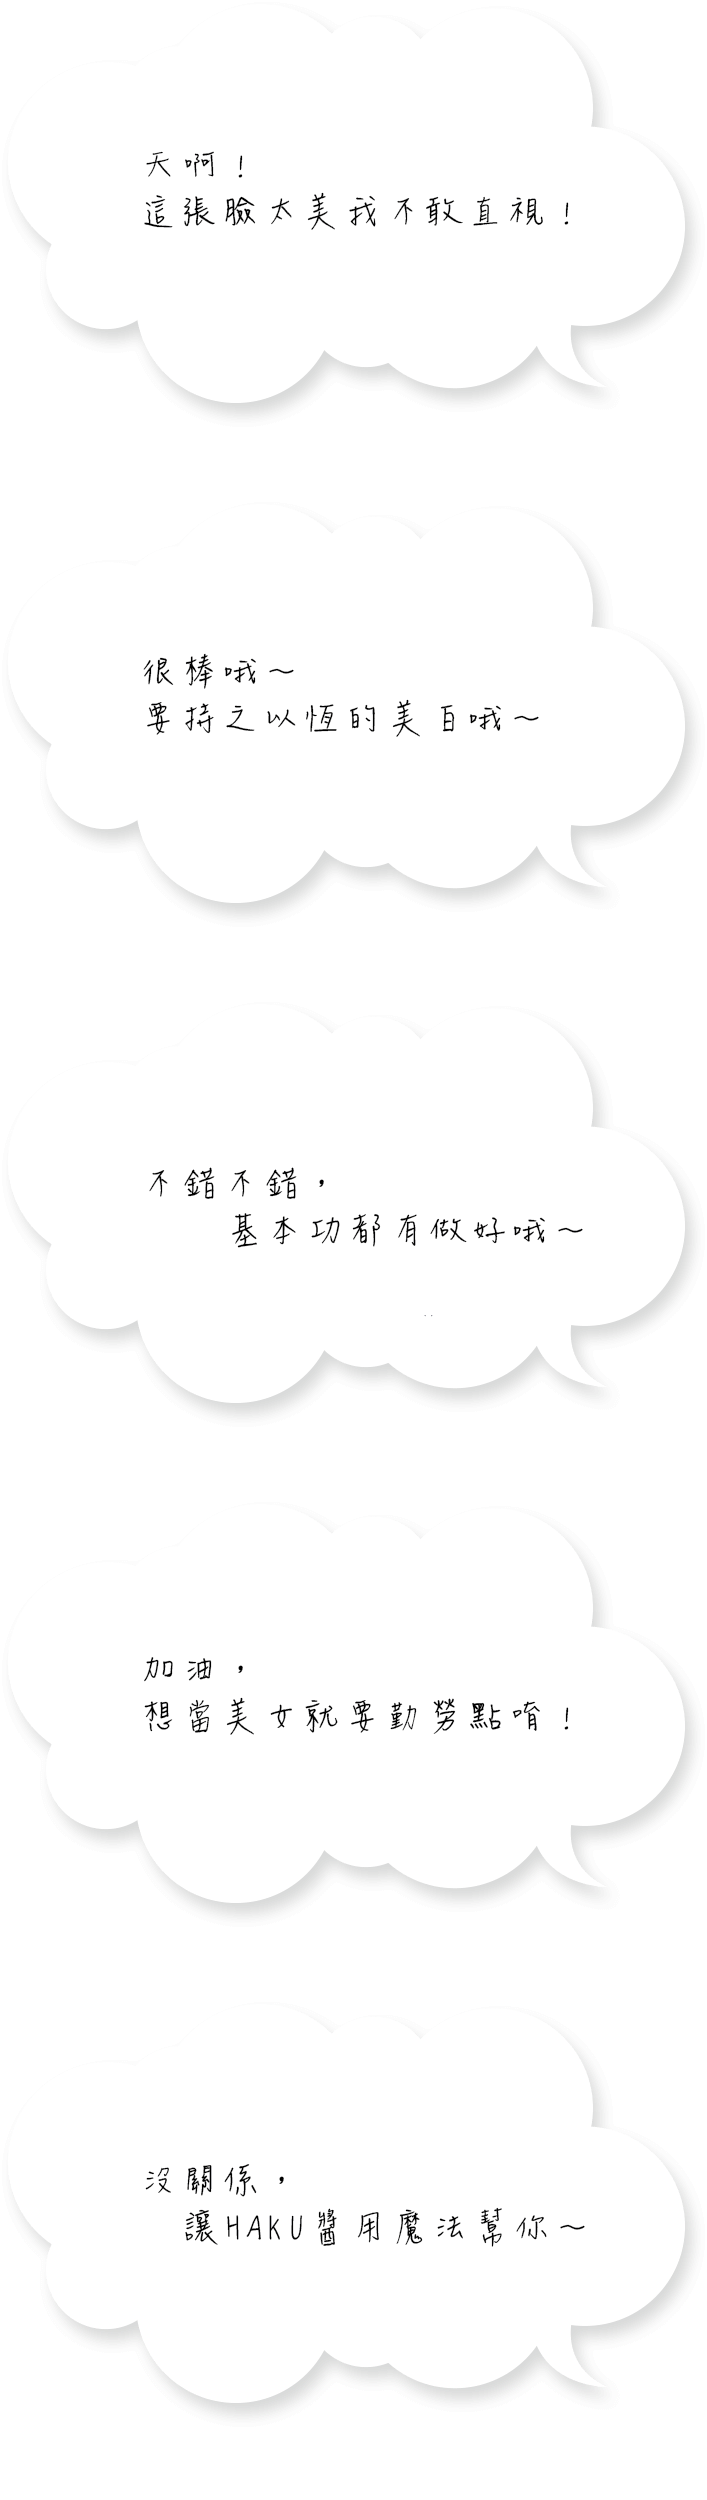 天啊！
這張臉太美我不敢直視！
很棒哦～
要持之以恆的美白哦～
不錯不錯，
基本功都有做好哦～
加油，
想當美女就要勤勞點唷！
沒關係，
讓HAKU醬用魔法幫你～